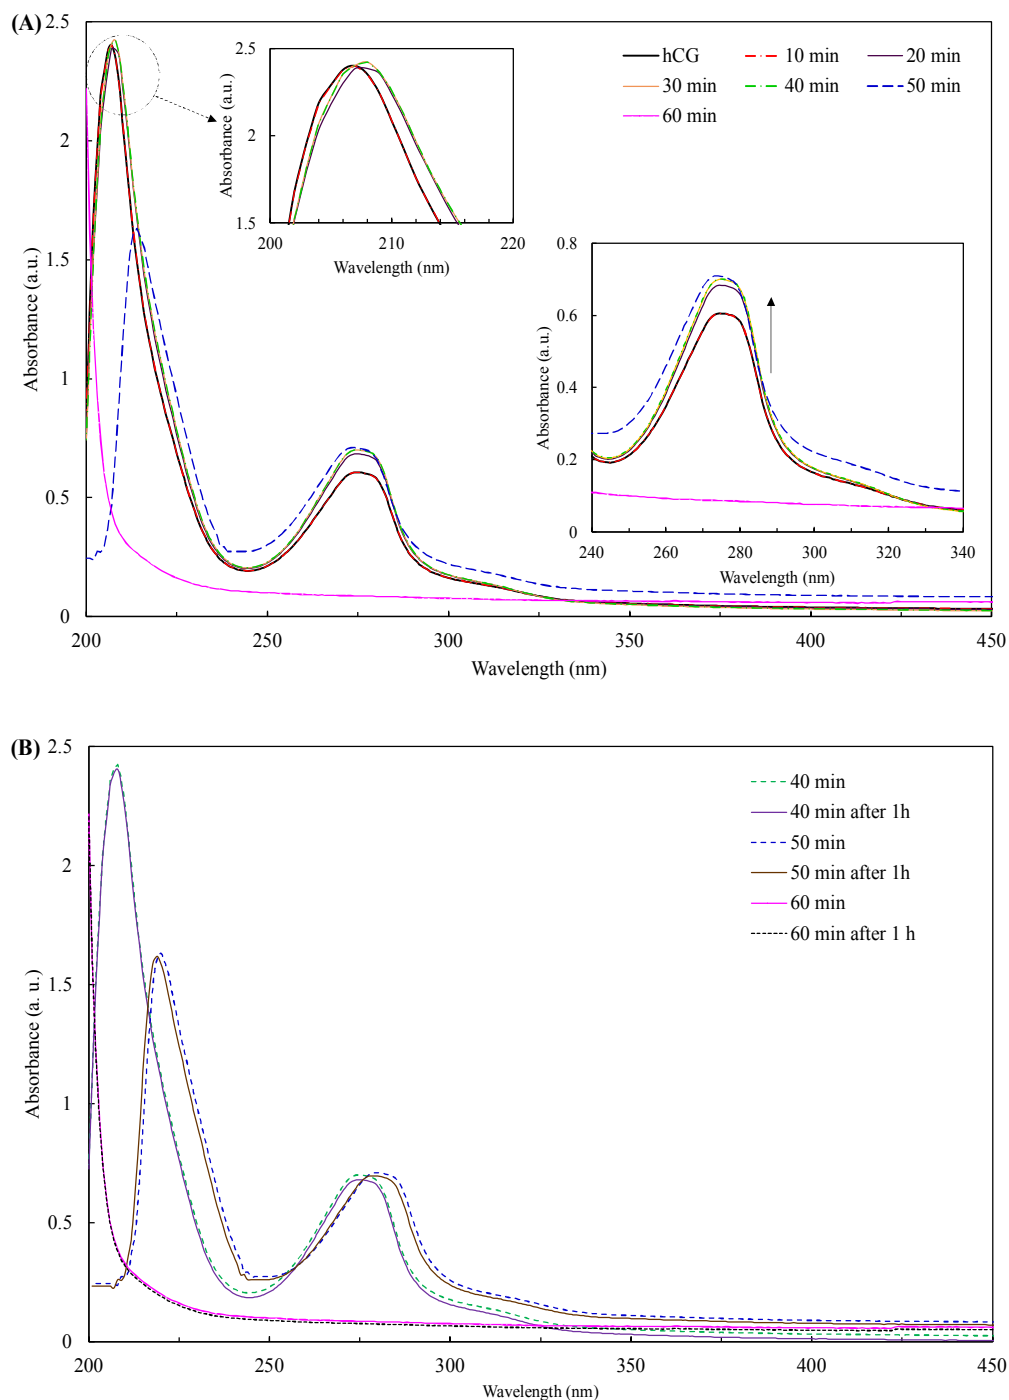 (A)
2.5
2
1.5
1
0.5
0
Absorbance (a.u.)
200 250 300 350 400 450
Wavelength (nm)
2.5
2
1.5
Absorbance (a.u.)
200 210 220
Wavelength (nm)
hCG 10 min 20 min
30 min 40 min 50 min
60 min
0.8
0.6
0.4
0.2
0
Absorbance (a.u.)
240 260 280 300 320 340
Wavelength (nm)
(B)
2.5
2
1.5
1
0.5
0
Absorbance (a. u.)
200 250 300 350 400 450
Wavelength (nm)
40 min
40 min after 1h
50 min
50 min after 1h
60 min
60 min after 1 h